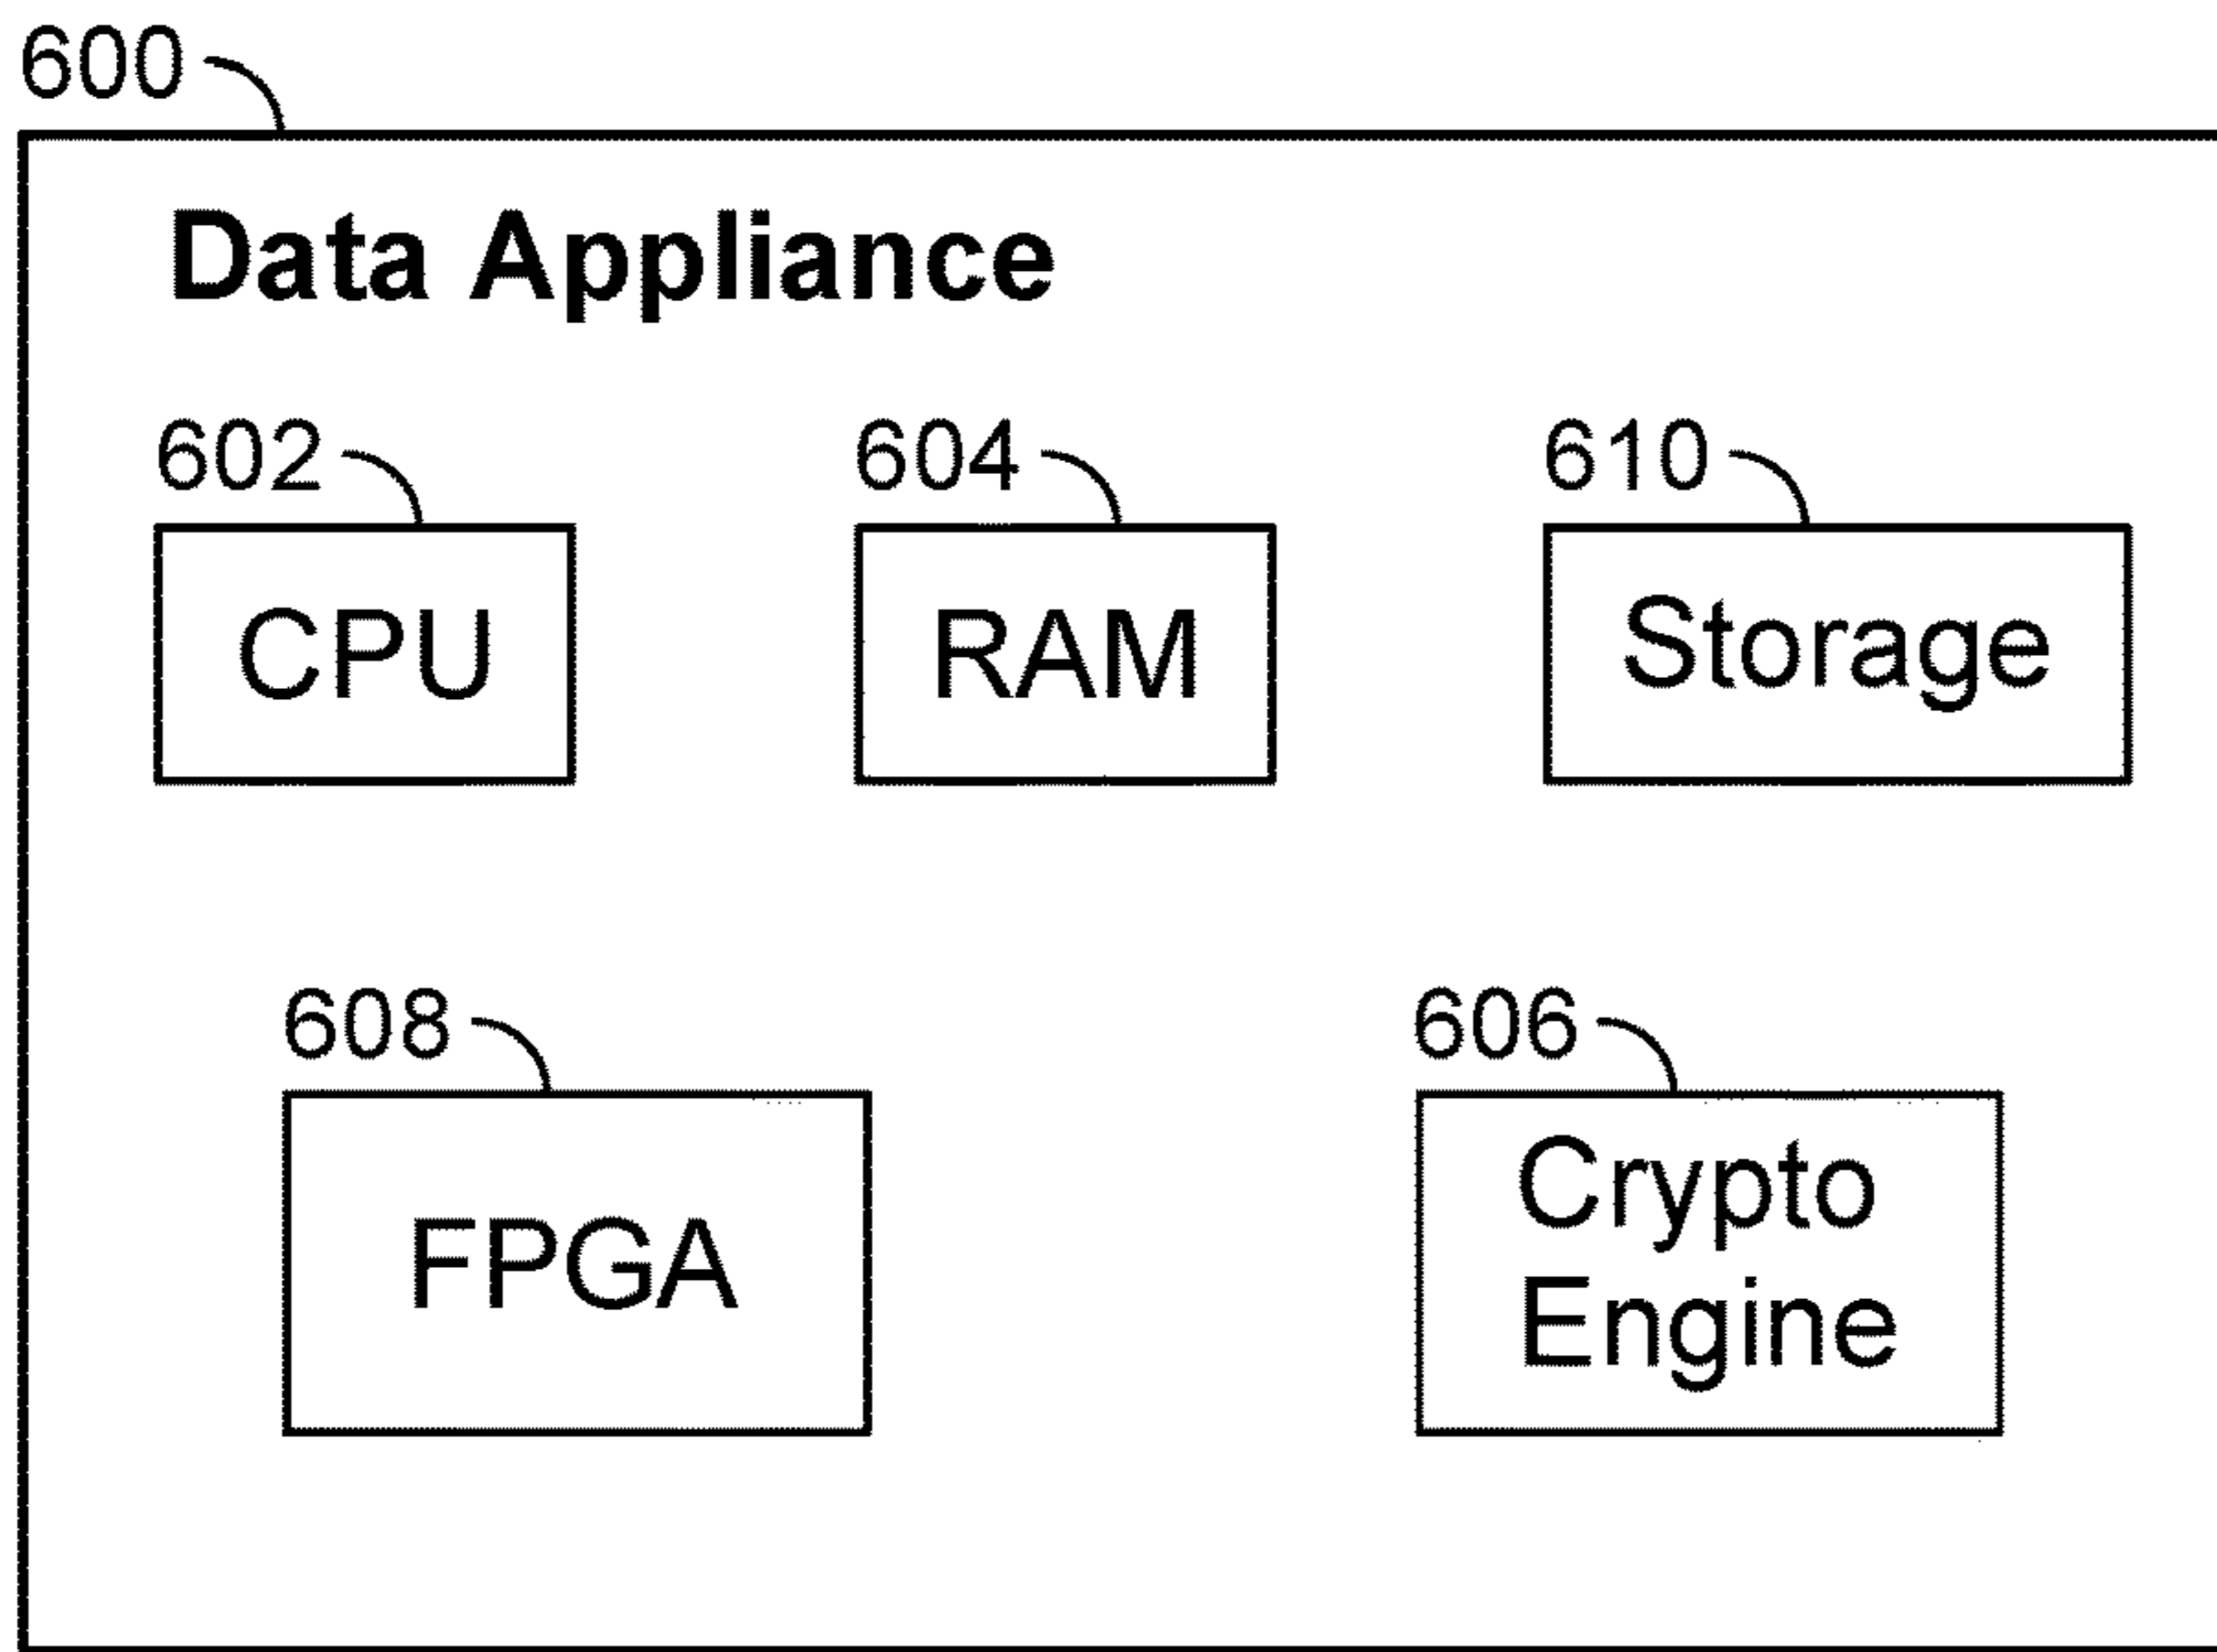 600
Data Appliance
602
604
610
CPU
RAM
Storage
608
606
FPGA
Crypto
Engine